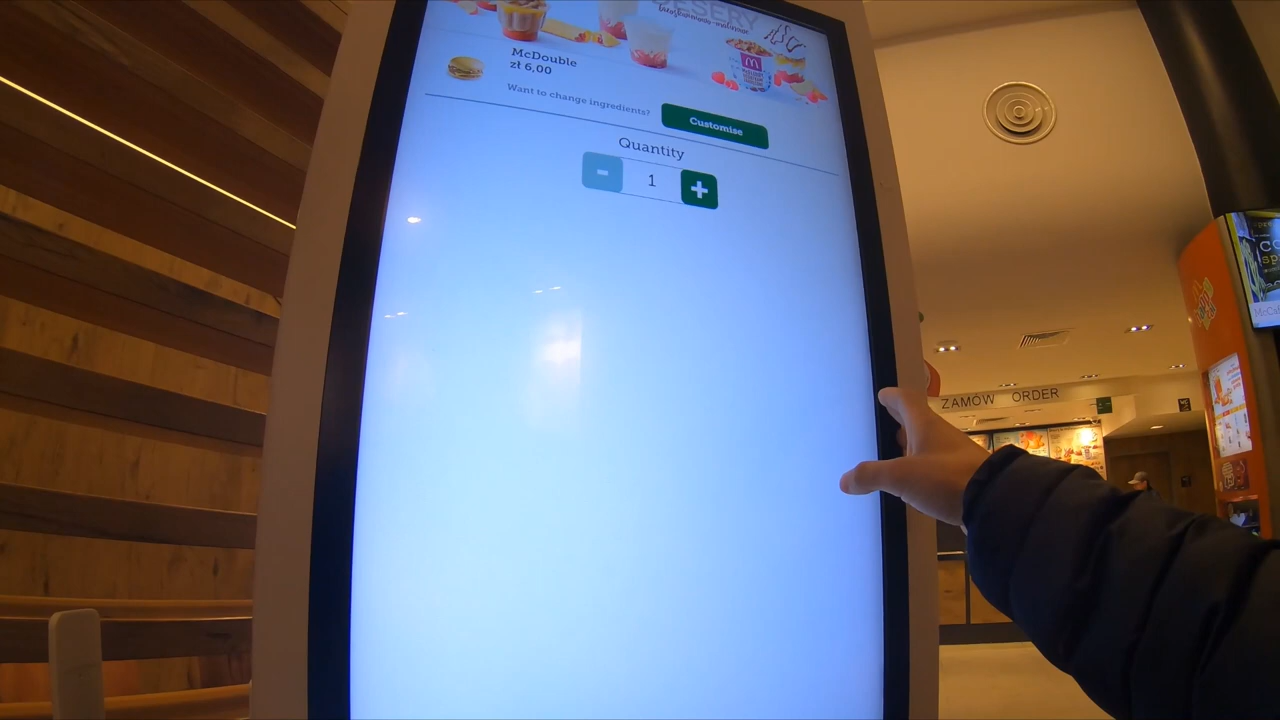 DESERY
McDouble
zł 6,00
Want to change ingredients?
Customise
Quantity
- 1 +
ZAMÓW ORDER